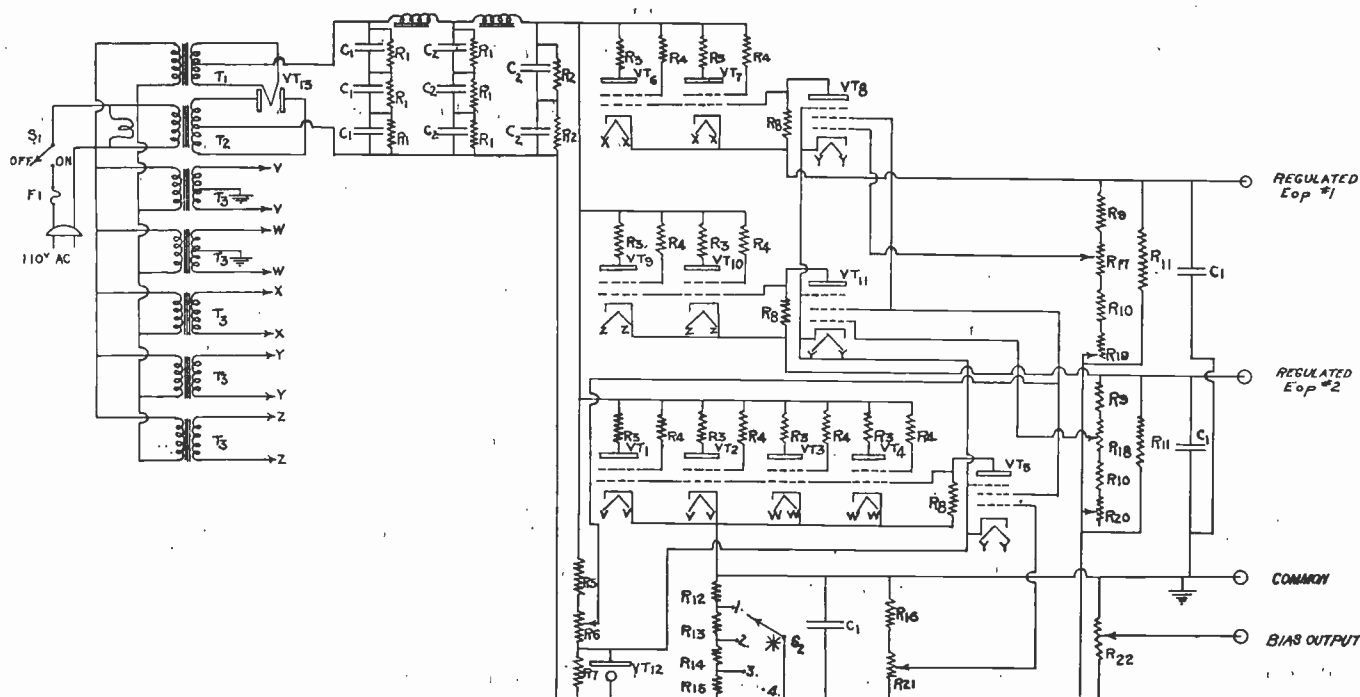 C1 R1 C2 R1 C2 R2
C1 R1 C2 R1
C1 R1 C2 R1 C2 R2
T1 VT13
T2
S1
OFF ON
F1
110V AC
T3 V
V
T3 W
W
T3 X
X
T3 Y
Y
T3 Z
Z
R3 R4 R3 R4
VT6 VT7
X X X X
R8 VT8
Y Y
R3 R4 R3 R4
VT9 VT10
Z Z Z Z
R8 VT11
Y Y
R3 R4 R3 R4 R3 R4 R3 R4
VT1 VT2 VT3 VT4
V V V V W W W W
R8 VT5
Y Y
R9
R17 R11 C1
R10
R19
REGULATED
EOP #1
R9
R18 R11 C1
R10
R20
REGULATED
EOP #2
COMMON
BIAS OUTPUT
R22
R5
R6
R7 VT12
R12 1.
R13 2.
R14 3.
R15 4.
* S2
C1
R16
R21